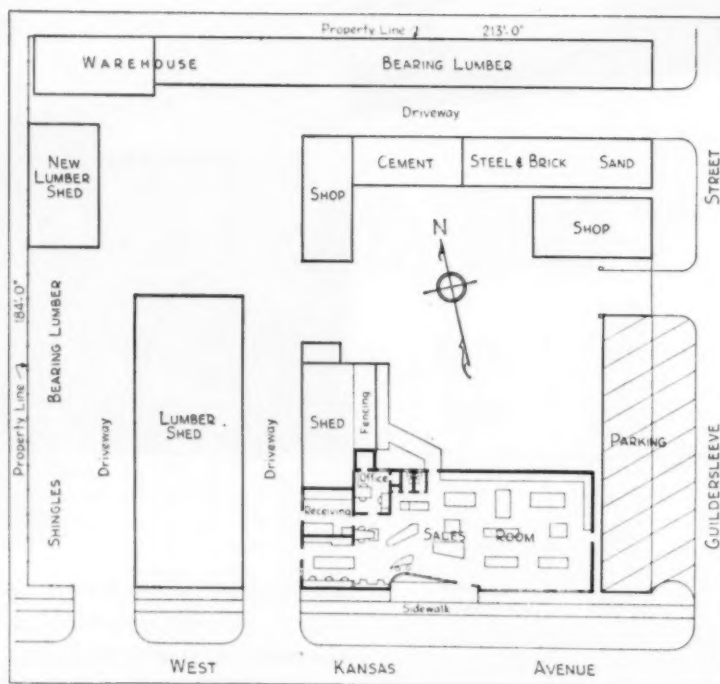 Property Line 213'-0"
WAREHOUSE BEARING LUMBER
Driveway
NEW
LUMBER
SHED
SHOP
CEMENT STEEL & BRICK SAND
SHOP
STREET
N
184'-0"
Property Line
BEARING LUMBER
SHINGLES
Driveway
LUMBER
SHED
Driveway
SHED
Fencing
PARKING
GUILDERSLEEVE
Office
Receiving
SALES ROOM
Sidewalk
WEST KANSAS AVENUE